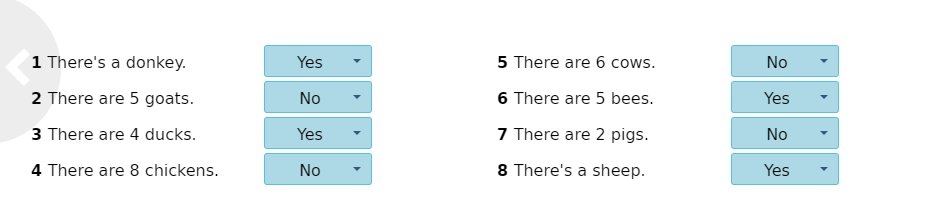 1 There's a donkey. Yes
2 There are 5 goats. No
3 There are 4 ducks. Yes
4 There are 8 chickens. No
5 There are 6 cows. No
6 There are 5 bees. Yes
7 There are 2 pigs. No
8 There's a sheep. Yes